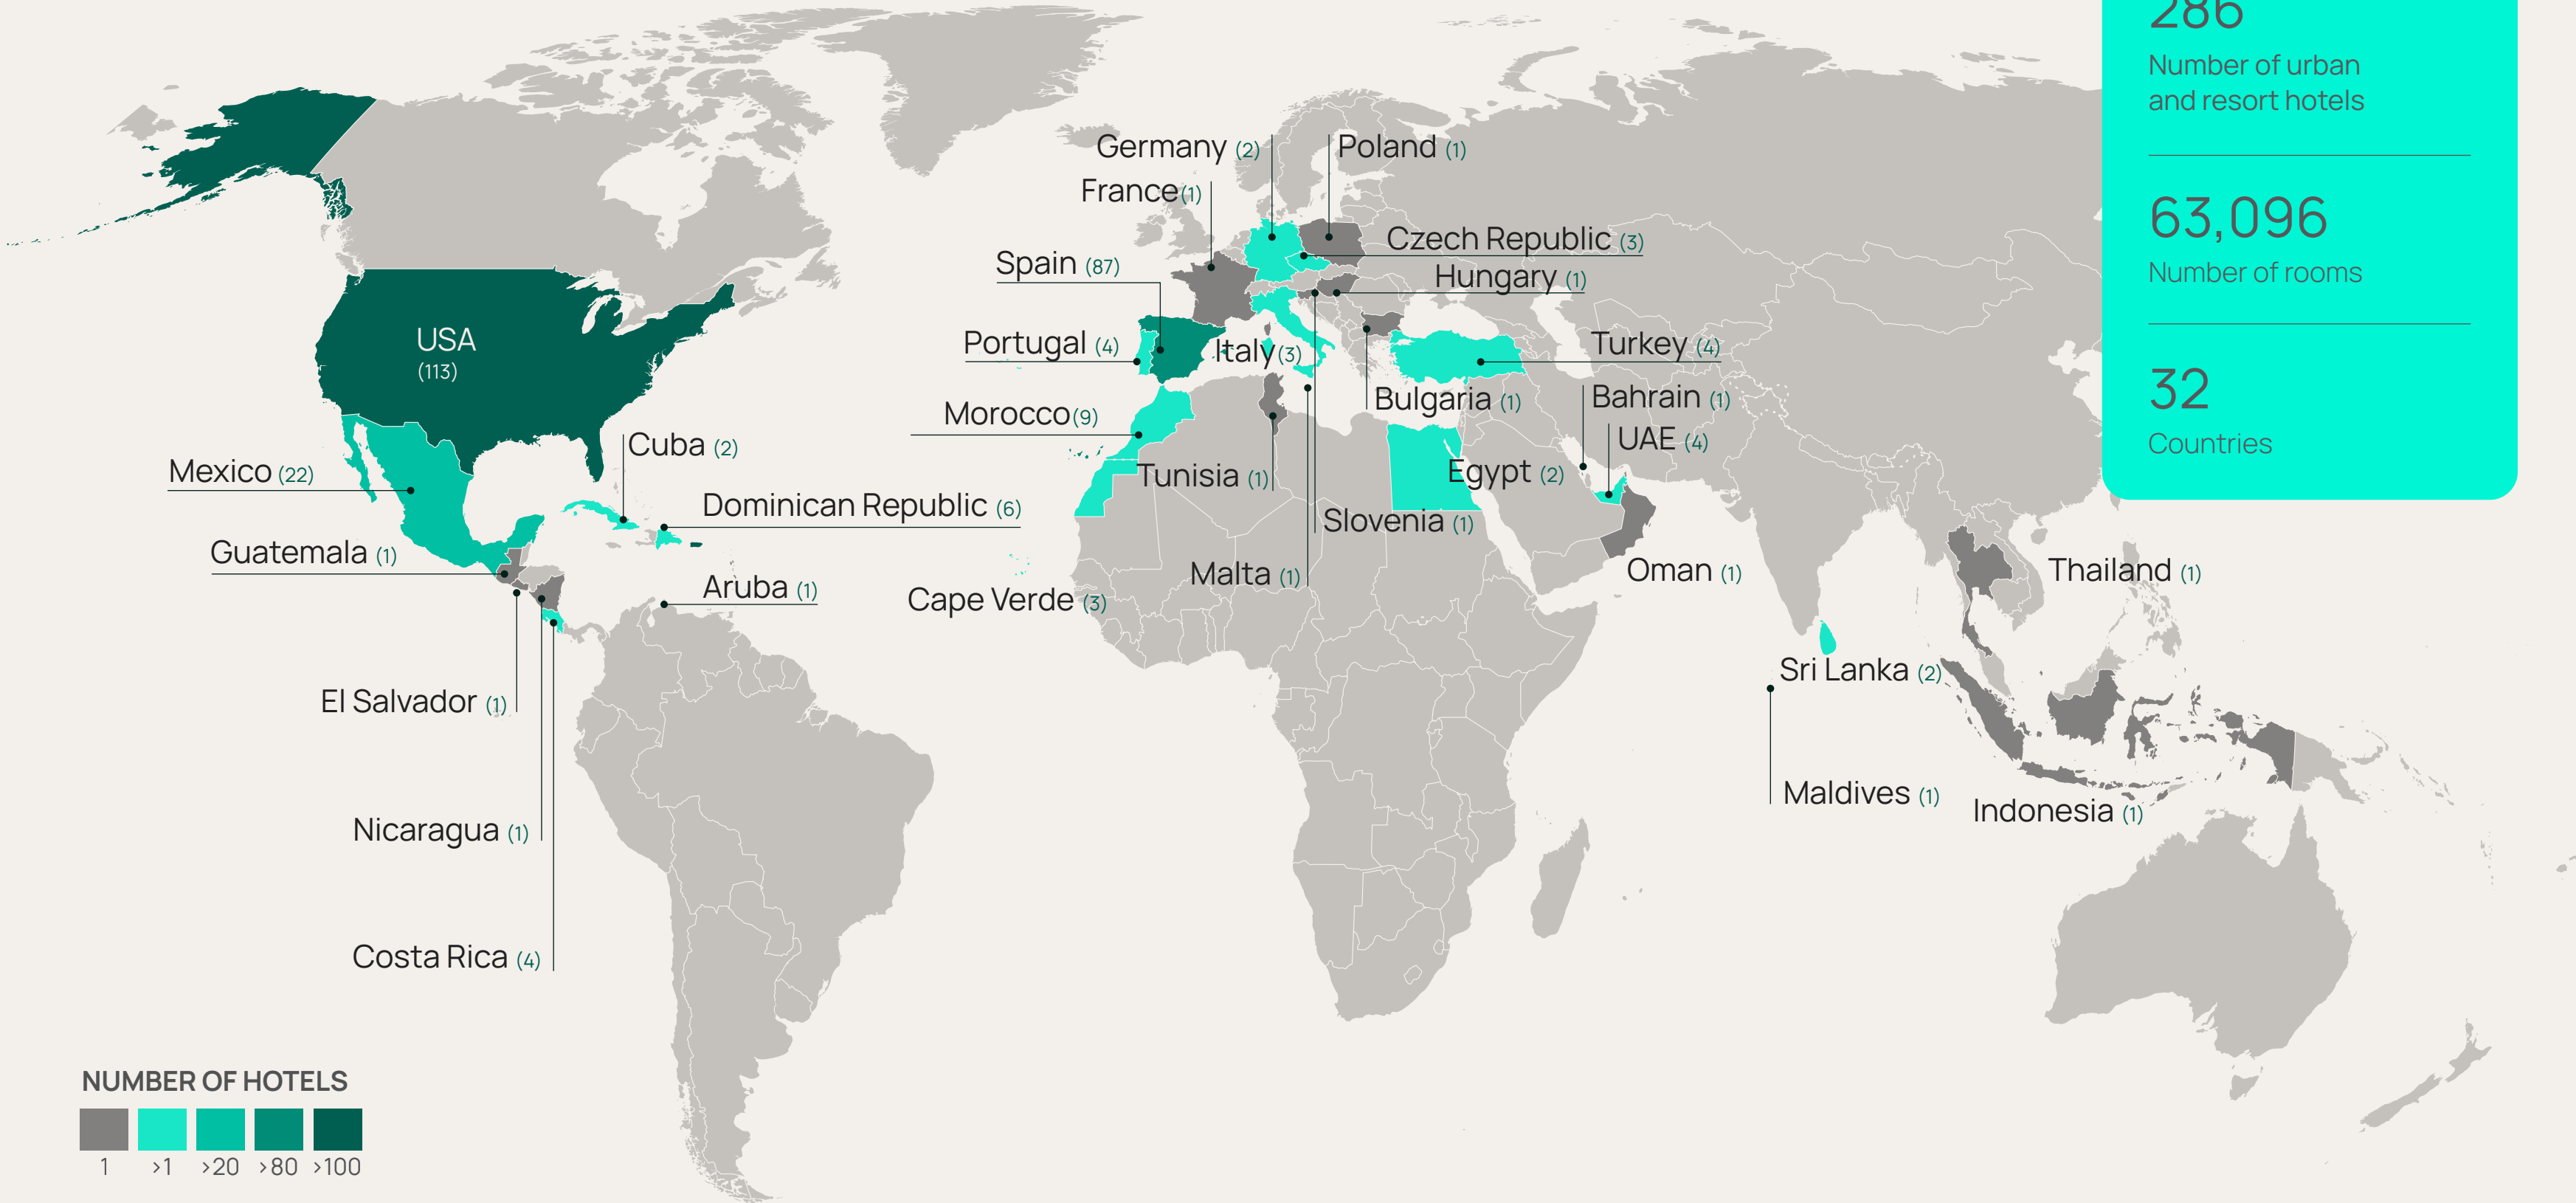 286
Number of urban
and resort hotels
63,096
Number of rooms
32
Countries
Germany (2)
Poland (1)
France(1)
Czech Republic (3)
Spain (87)
Hungary (1)
USA
(113)
Portugal (4)
Italy(3)
Turkey (4)
Bulgaria (1)
Bahrain (1)
Morocco(9)
UAE (4)
Cuba (2)
Mexico (22)
Tunisia (1)
Egypt (2)
Dominican Republic (6)
Slovenia (1)
Guatemala (1)
Malta (1)
Oman (1)
Thailand (1)
Aruba (1)
Cape Verde (3)
Sri Lanka (2)
El Salvador (1)
Maldives (1)
Indonesia (1)
Nicaragua (1)
Costa Rica (4)
NUMBER OF HOTELS
1 >1 >20 >80 >100